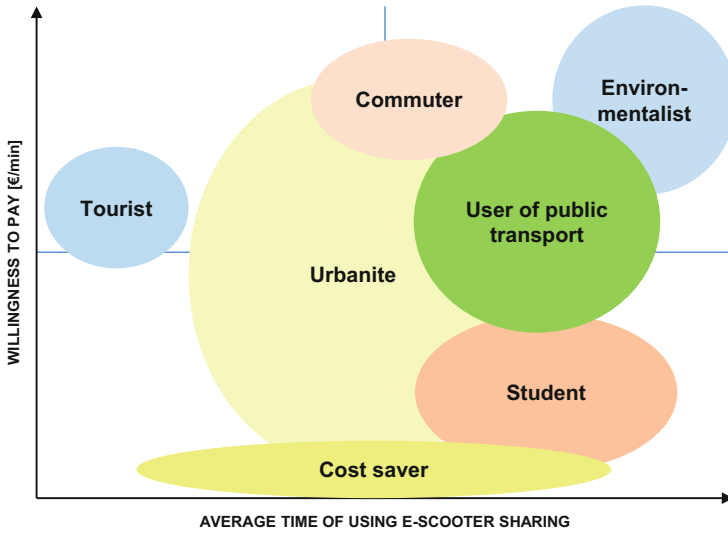 WILLINGNESS TO PAY [€/min]
Commuter
Environ-
mentalist
Tourist
User of public
transport
Urbanite
Student
Cost saver
AVERAGE TIME OF USING E-SCOOTER SHARING